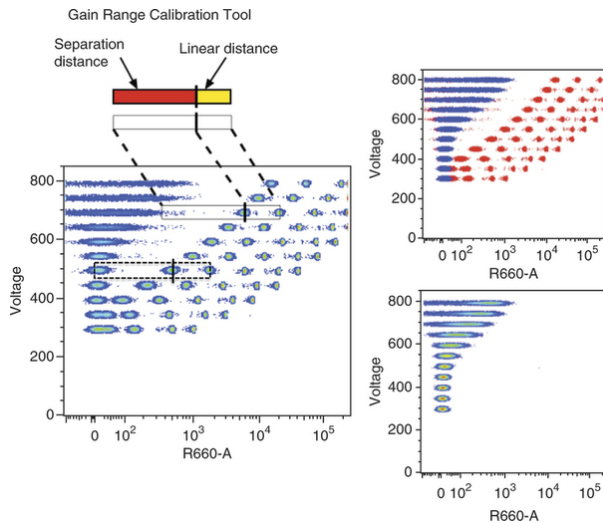 Gain Range Calibration Tool
Separation distance
Linear distance
Voltage
800
600
400
200
0
0 10² 10³ 10⁴ 10⁵
R660-A
Voltage
800
600
400
200
0
0 10² 10³ 10⁴ 10⁵
R660-A
Voltage
800
600
400
200
0
0 10² 10³ 10⁴ 10⁵
R660-A